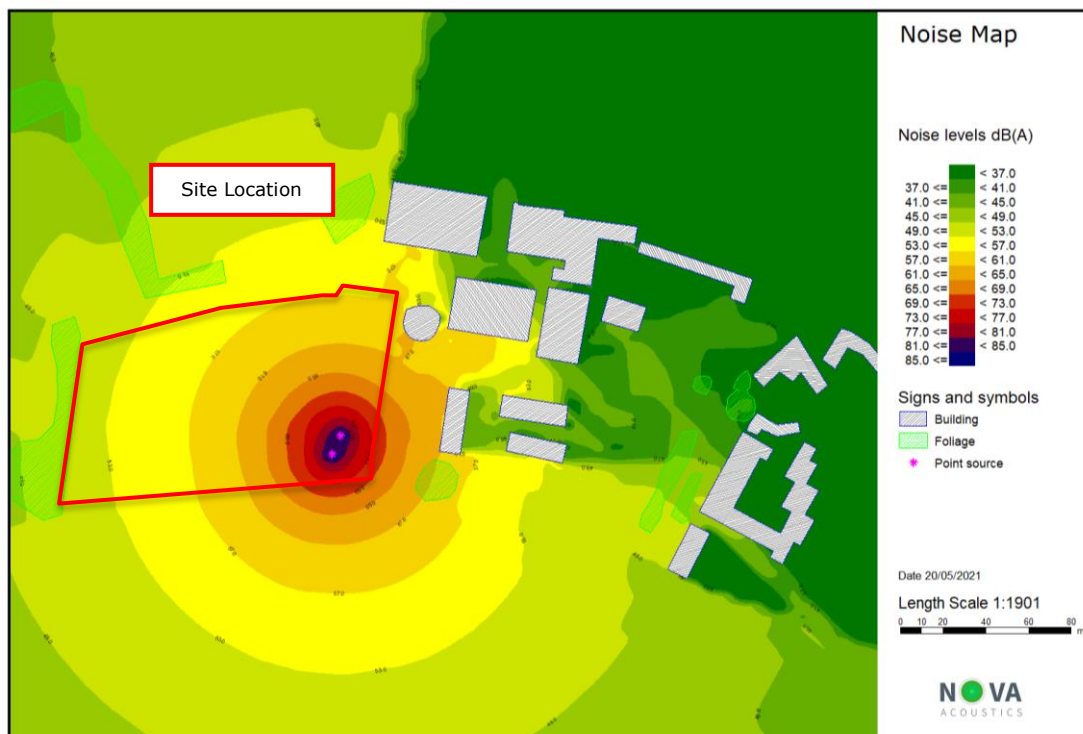 Noise Map
Site Location
Noise levels dB(A)
< 37.0
37.0 <= < 41.0
41.0 <= < 45.0
45.0 <= < 49.0
49.0 <= < 53.0
53.0 <= < 57.0
57.0 <= < 61.0
61.0 <= < 65.0
65.0 <= < 69.0
69.0 <= < 73.0
73.0 <= < 77.0
77.0 <= < 81.0
81.0 <= < 85.0
85.0 <=
Signs and symbols
Building
Foliage
Point source
Date 20/05/2021
Length Scale 1:1901
0 10 20 40 60 80
m
NOVA
ACOUSTICS